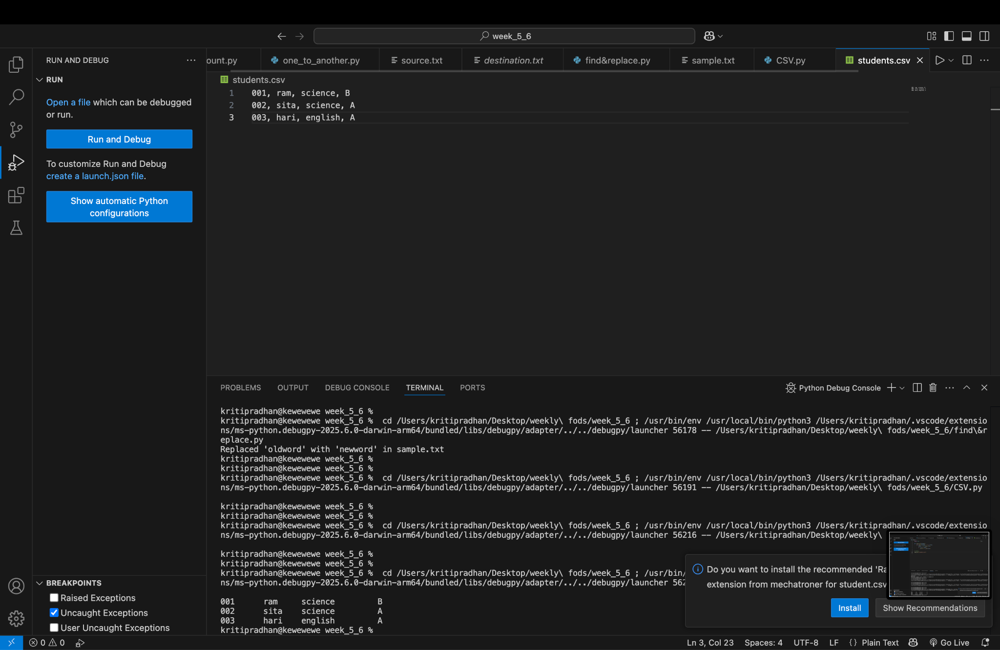 week_5_6
RUN AND DEBUG
ount.py
one_to_another.py
source.txt
destination.txt
find&replace.py
sample.txt
CSV.py
students.csv
RUN
Open a file which can be debugged
or run.
Run and Debug
To customize Run and Debug
create a launch.json file.
Show automatic Python
configurations
students.csv
1 001, ram, science, B
2 002, sita, science, A
3 003, hari, english, A
PROBLEMS OUTPUT DEBUG CONSOLE TERMINAL PORTS
Python Debug Console
kritipradhan@kewewewe week_5_6 %
kritipradhan@kewewewe week_5_6 % cd /Users/kritipradhan/Desktop/weekly\ fods/week_5_6 ; /usr/bin/env /usr/local/bin/python3 /Users/kritipradhan/.vscode/extensio
ns/ms-python.debugpy-2025.6.0-darwin-arm64/bundled/libs/debugpy/adapter/../../debugpy/launcher 56178 -- /Users/kritipradhan/Desktop/weekly\ fods/week_5_6/find\&r
eplace.py
Replaced 'oldword' with 'newword' in sample.txt
kritipradhan@kewewewe week_5_6 %
kritipradhan@kewewewe week_5_6 %
kritipradhan@kewewewe week_5_6 % cd /Users/kritipradhan/Desktop/weekly\ fods/week_5_6 ; /usr/bin/env /usr/local/bin/python3 /Users/kritipradhan/.vscode/extensio
ns/ms-python.debugpy-2025.6.0-darwin-arm64/bundled/libs/debugpy/adapter/../../debugpy/launcher 56191 -- /Users/kritipradhan/Desktop/weekly\ fods/week_5_6/CSV.py
kritipradhan@kewewewe week_5_6 %
kritipradhan@kewewewe week_5_6 %
kritipradhan@kewewewe week_5_6 % cd /Users/kritipradhan/Desktop/weekly\ fods/week_5_6 ; /usr/bin/env /usr/local/bin/python3 /Users/kritipradhan/.vscode/extensio
ns/ms-python.debugpy-2025.6.0-darwin-arm64/bundled/libs/debugpy/adapter/../../debugpy/launcher 56216 -- /Users/kritipradhan/Desktop/weekly\
kritipradhan@kewewewe week_5_6 %
kritipradhan@kewewewe week_5_6 %
kritipradhan@kewewewe week_5_6 % cd /Users/kritipradhan/Desktop/weekly\ fods/week_5_6 ; /usr/bin/
ns/ms-python.debugpy-2025.6.0-darwin-arm64/bundled/libs/debugpy/adapter/../../debugpy/launcher 562
001 ram science B
002 sita science A
003 hari english A
kritipradhan@kewewewe week_5_6 %
Do you want to install the recommended 'Ra
extension from mechatroner for student.csv
Install
Show Recommendations
BREAKPOINTS
Raised Exceptions
Uncaught Exceptions
User Uncaught Exceptions
0 0
Ln 3, Col 23 Spaces: 4 UTF-8 LF {} Plain Text Go Live